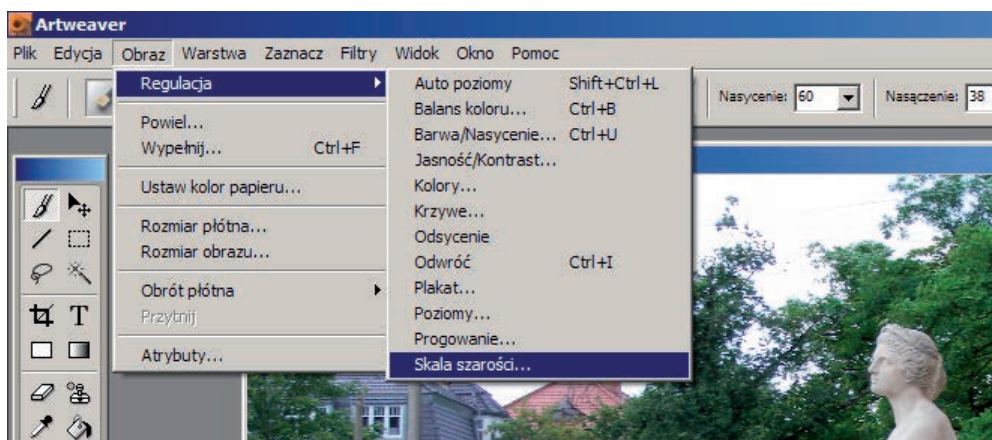 Artweaver
Plik Edycja Obraz Warstwa Zaznacz Filtry Widok Okno Pomoc
Nasycenie: 60 Nasączenie: 38
Regulacja
Powiel...
Wypełnij... Ctrl+F
Ustaw kolor papieru...
Rozmiar płótna...
Rozmiar obrazu...
Obrót płótna
Przytnij
Atrybuty...
Auto poziomy Shift+Ctrl+L
Balans koloru... Ctrl+B
Barwa/Nasycenie... Ctrl+U
Jasność/Kontrast...
Kolory...
Krzywe...
Odsycenie
Odwróć Ctrl+I
Plakat...
Poziomy...
Progowanie...
Skala szarości...
T